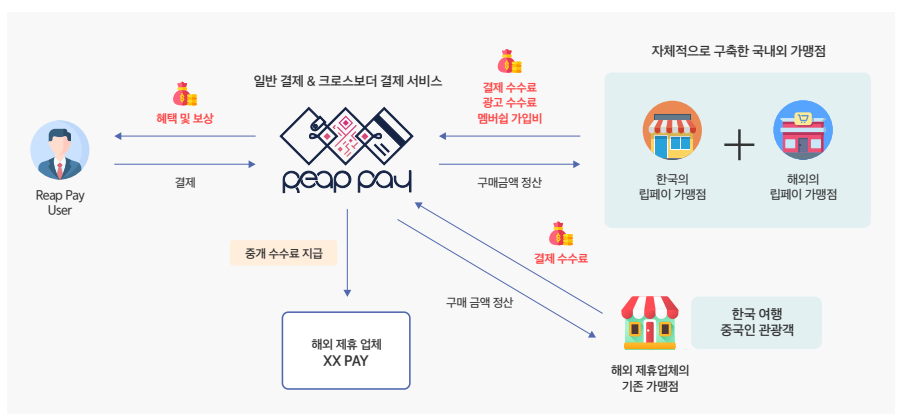 자체적으로 구축한 국내외 가맹점
일반 결제 & 크로스보더 결제 서비스
결제 수수료
광고 수수료
멤버쉽 가입비
혜택 및 보상
결제
구매금액 정산
Reap Pay
User
Reap pay
한국의
립페이 가맹점
해외의
립페이 가맹점
중개 수수료 지급
결제 수수료
구매 금액 정산
해외 제휴 업체
XX PAY
한국 여행
중국인 관광객
해외 제휴업체의
기존 가맹점